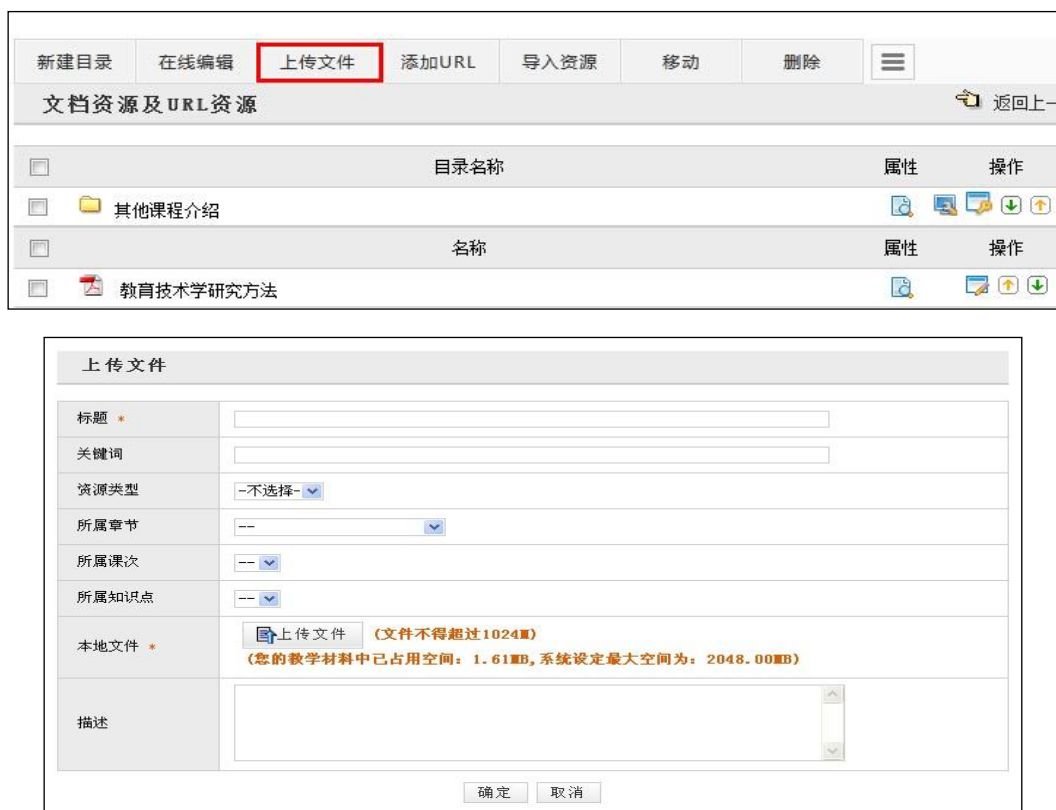 新建目录 在线编辑 上传文件 添加URL 导入资源 移动 删除
文档资源及URL资源 返回上一
目录名称 属性 操作
其他课程介绍
名称 属性 操作
教育技术学研究方法
上传文件
标题 *
关键词
资源类型 -不选择-
所属章节 --
所属课次 --
所属知识点 --
本地文件 * 上传文件 (文件不得超过1024M)
(您的教学材料中已占用空间: 1.61MB,系统设定最大空间为: 2048.00MB)
描述
确定 取消